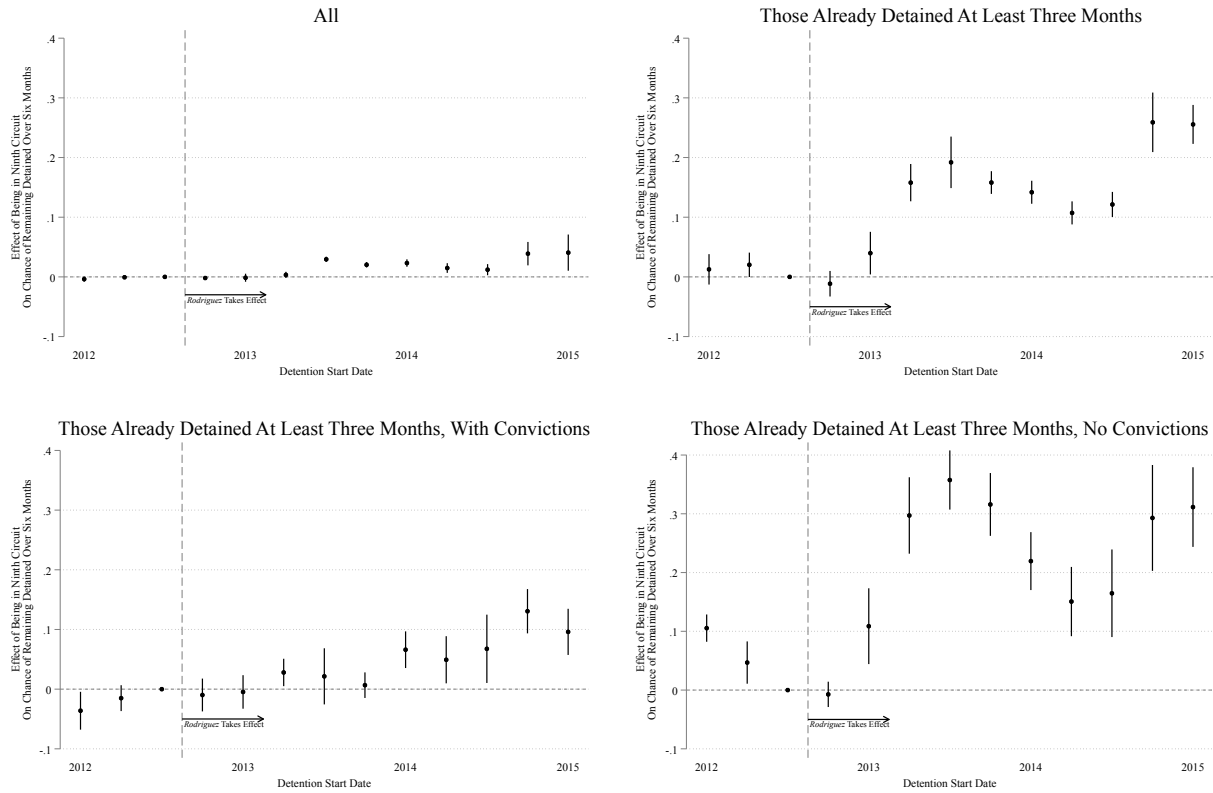 All
Effect of Being in Ninth Circuit
On Chance of Remaining Detained Over Six Months
.4
.3
.2
.1
0
-.1
Rodriguez Takes Effect
2012
2013
2014
2015
Detention Start Date
Those Already Detained At Least Three Months
Effect of Being in Ninth Circuit
On Chance of Remaining Detained Over Six Months
.4
.3
.2
.1
0
-.1
Rodriguez Takes Effect
2012
2013
2014
2015
Detention Start Date
Those Already Detained At Least Three Months, With Convictions
Effect of Being in Ninth Circuit
On Chance of Remaining Detained Over Six Months
.4
.3
.2
.1
0
-.1
Rodriguez Takes Effect
2012
2013
2014
2015
Detention Start Date
Those Already Detained At Least Three Months, No Convictions
Effect of Being in Ninth Circuit
On Chance of Remaining Detained Over Six Months
.4
.3
.2
.1
0
-.1
Rodriguez Takes Effect
2012
2013
2014
2015
Detention Start Date